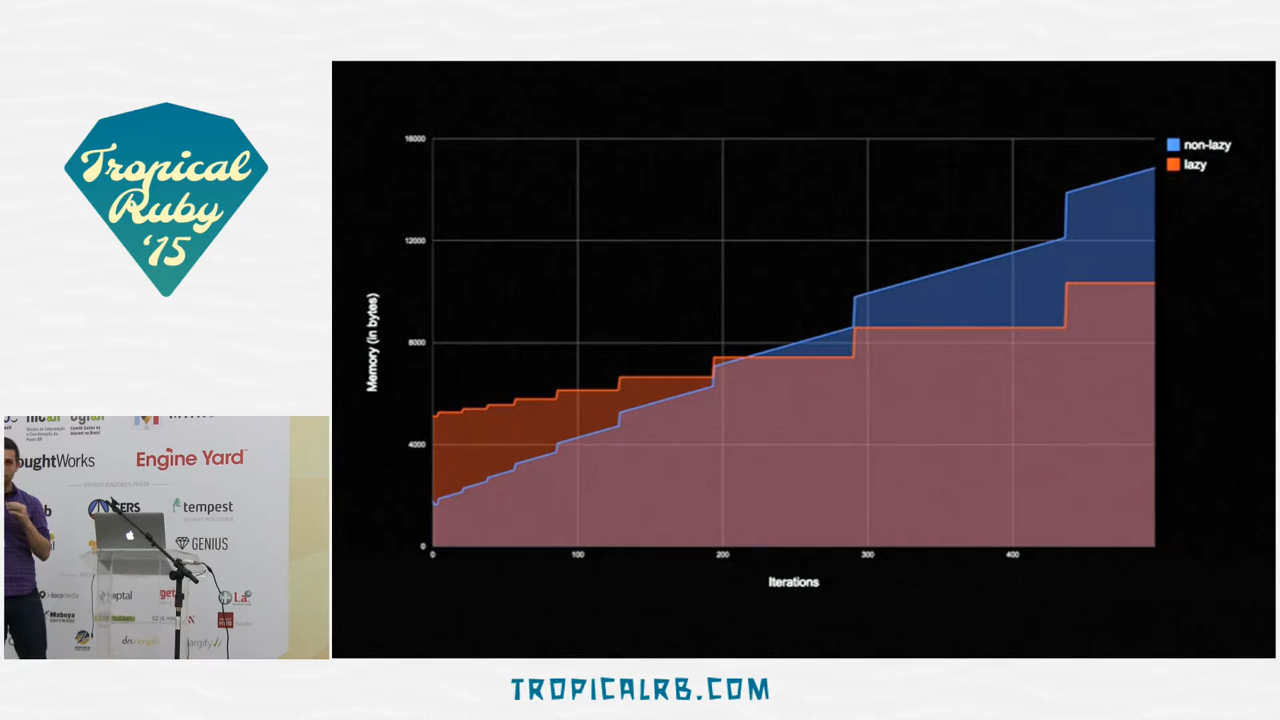 Tropical
Ruby
'15
16000
12000
8000
4000
0
0
100
200
300
400
Memory (in bytes)
Iterations
non-lazy
lazy
oughtWorks
Engine Yard
tempest
GENIUS
Mabuya
TROPICALRB.COM